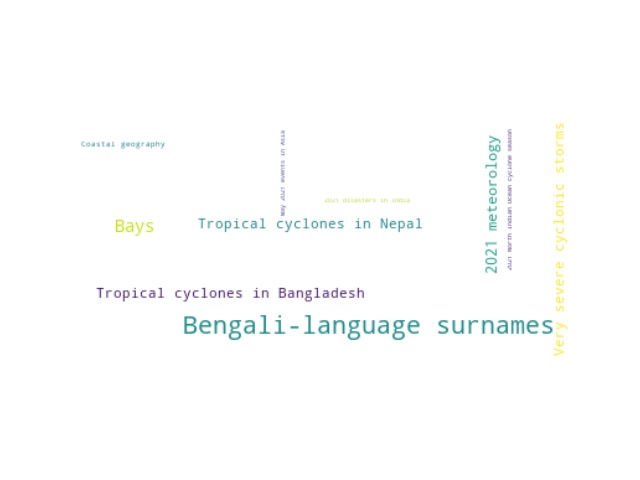 Coastal geography
May 2021 events in Asia
2021 disasters in India
2021 meteorology
2021 North Indian Ocean cyclone season
Very severe cyclonic storms
Bays
Tropical cyclones in Nepal
Tropical cyclones in Bangladesh
Bengali-language surnames